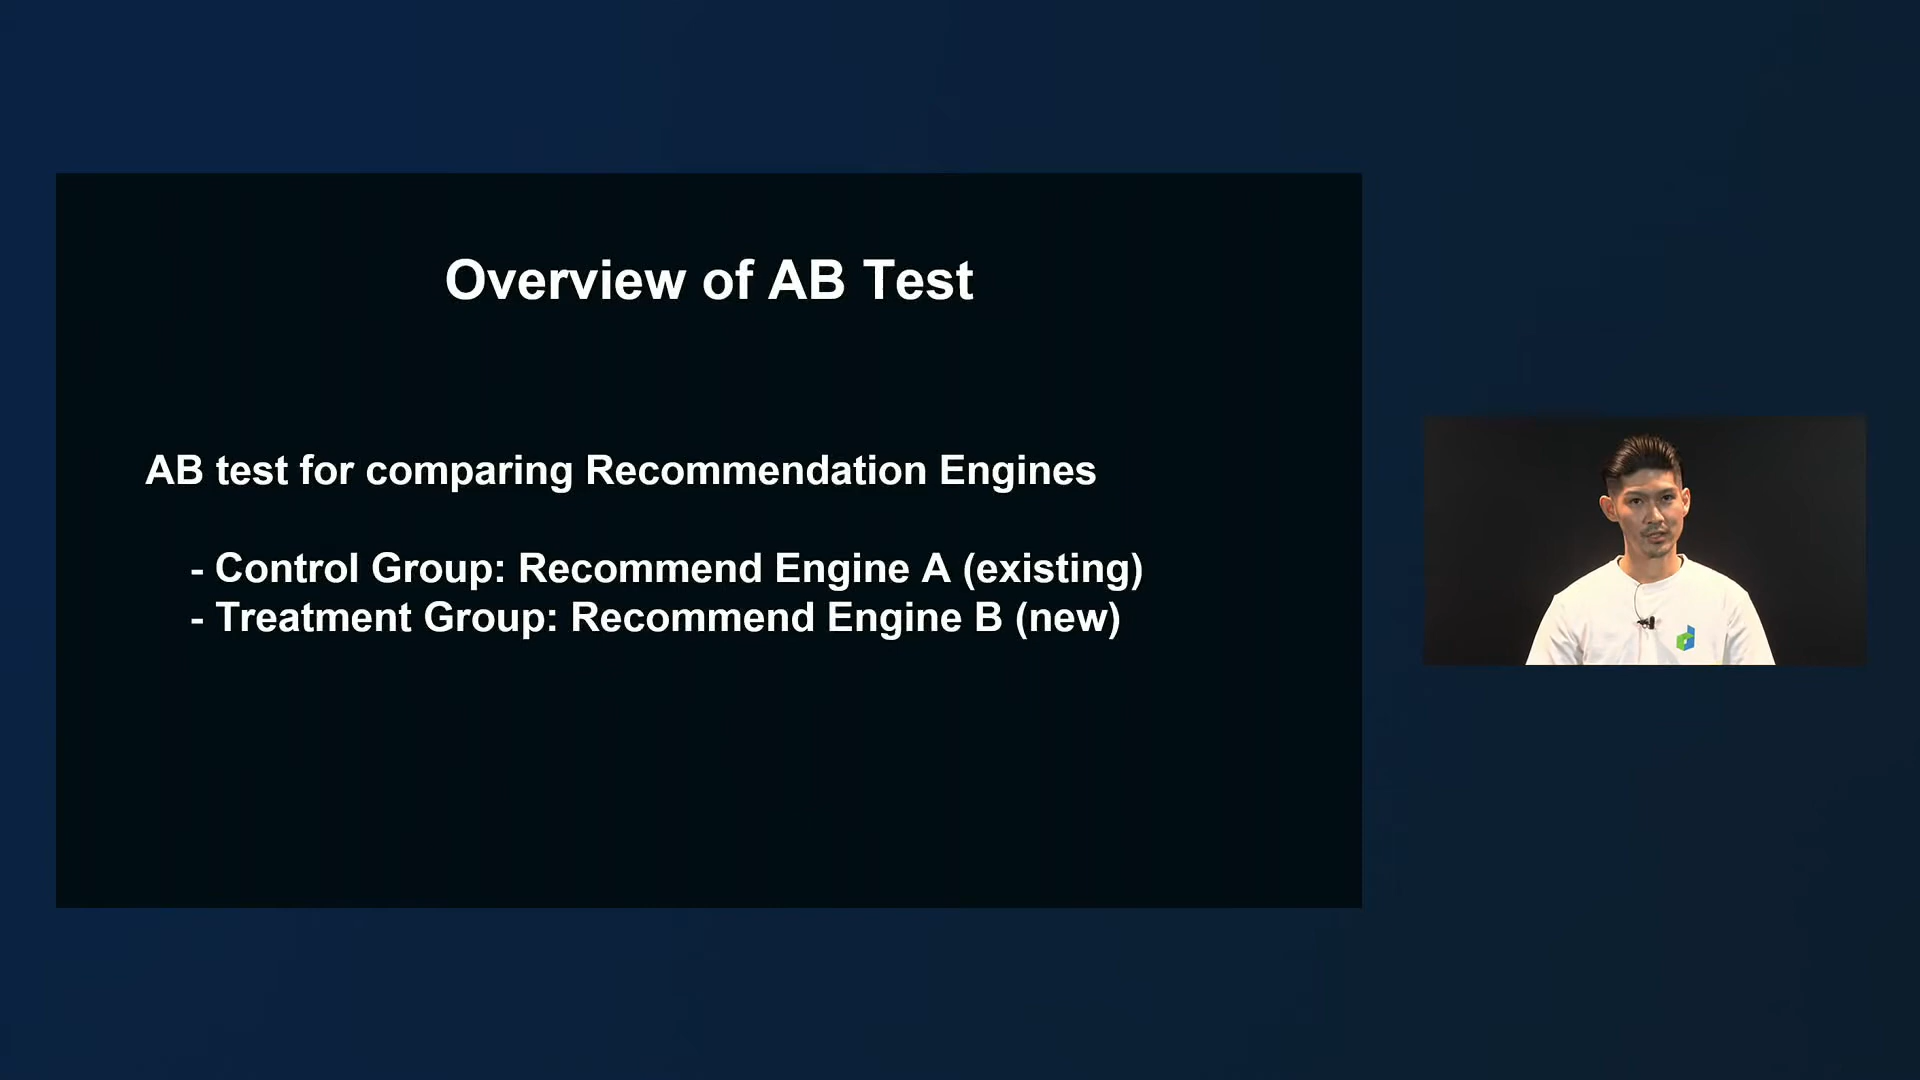 Overview of AB Test
AB test for comparing Recommendation Engines
- Control Group: Recommend Engine A (existing)
- Treatment Group: Recommend Engine B (new)